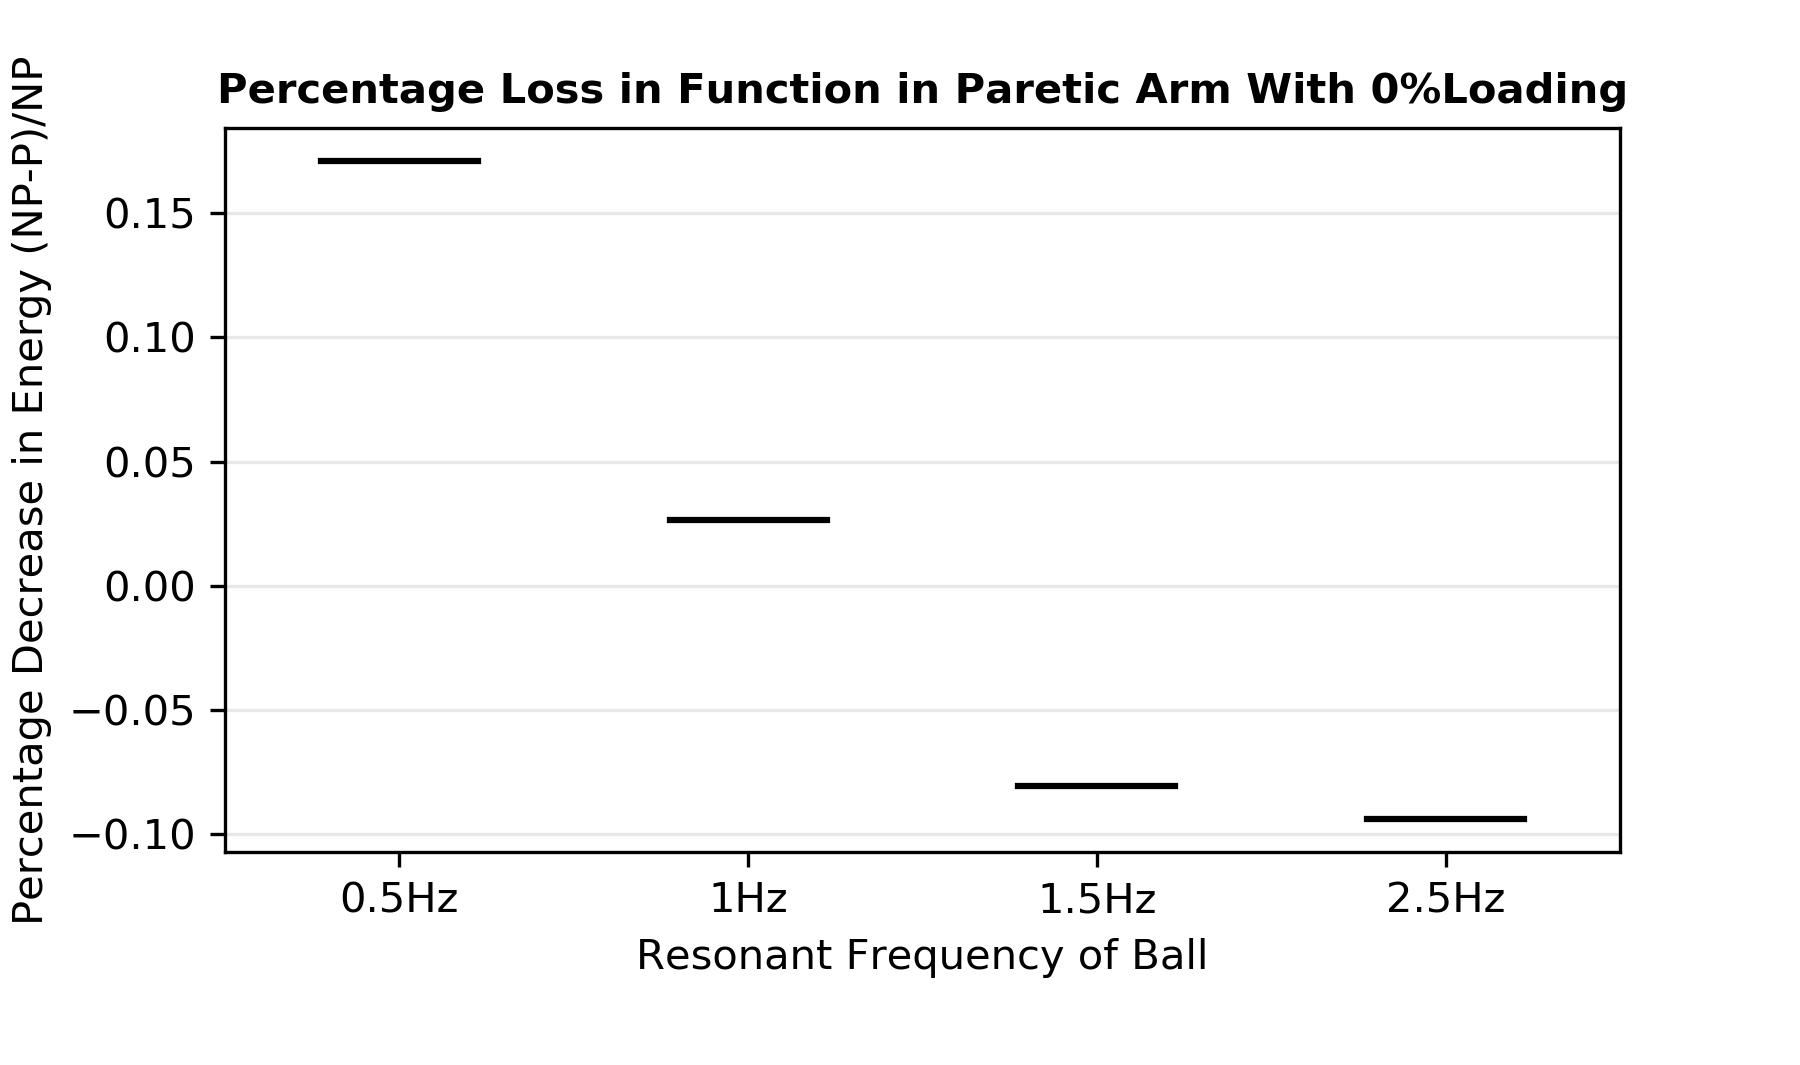 Percentage Loss in Function in Paretic Arm With 0%Loading
Percentage Decrease in Energy (NP-P)/NP
0.15
0.10
0.05
0.00
−0.05
−0.10
0.5Hz
1Hz
1.5Hz
2.5Hz
Resonant Frequency of Ball